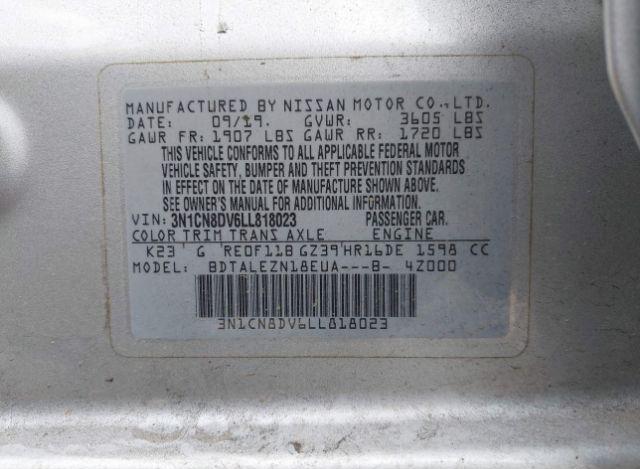 MANUFACTURED BY NISSAN MOTOR CO., LTD.
DATE: 09/19. GVWR: 3605 LBS
GAWR FR: 1907 LBS GAWR RR: 1720 LBS
THIS VEHICLE CONFORMS TO ALL APPLICABLE FEDERAL MOTOR
VEHICLE SAFETY, BUMPER AND THEFT PREVENTION STANDARDS
IN EFFECT ON THE DATE OF MANUFACTURE SHOWN ABOVE.
SEE OWNER'S MANUAL FOR ADDITIONAL INFORMATION.
VIN: 3N1CN8DV6LL818023 PASSENGER CAR.
COLOR TRIM TRANS AXLE ENGINE
K23 G RE0F11B GZ39 HR16DE 1598 CC
MODEL: BDTALEZN18EUA---B- 4Z000
3N1CN8DV6LL818023